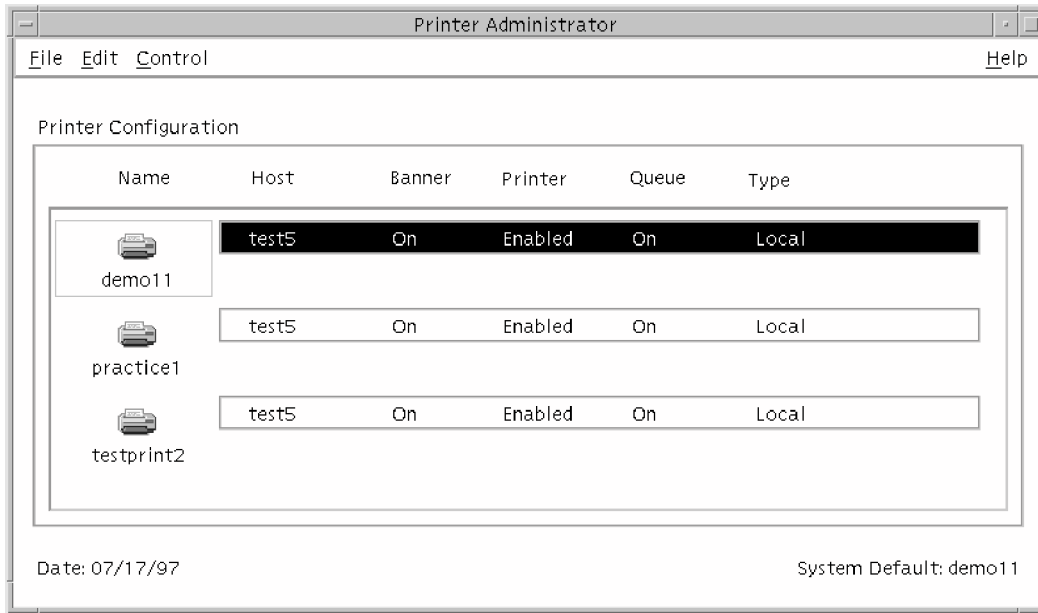 Printer Administrator
File Edit Control Help
Printer Configuration
Name Host Banner Printer Queue Type
test5 On Enabled On Local
demo11
test5 On Enabled On Local
practice1
test5 On Enabled On Local
testprint2
Date: 07/17/97 System Default: demo11